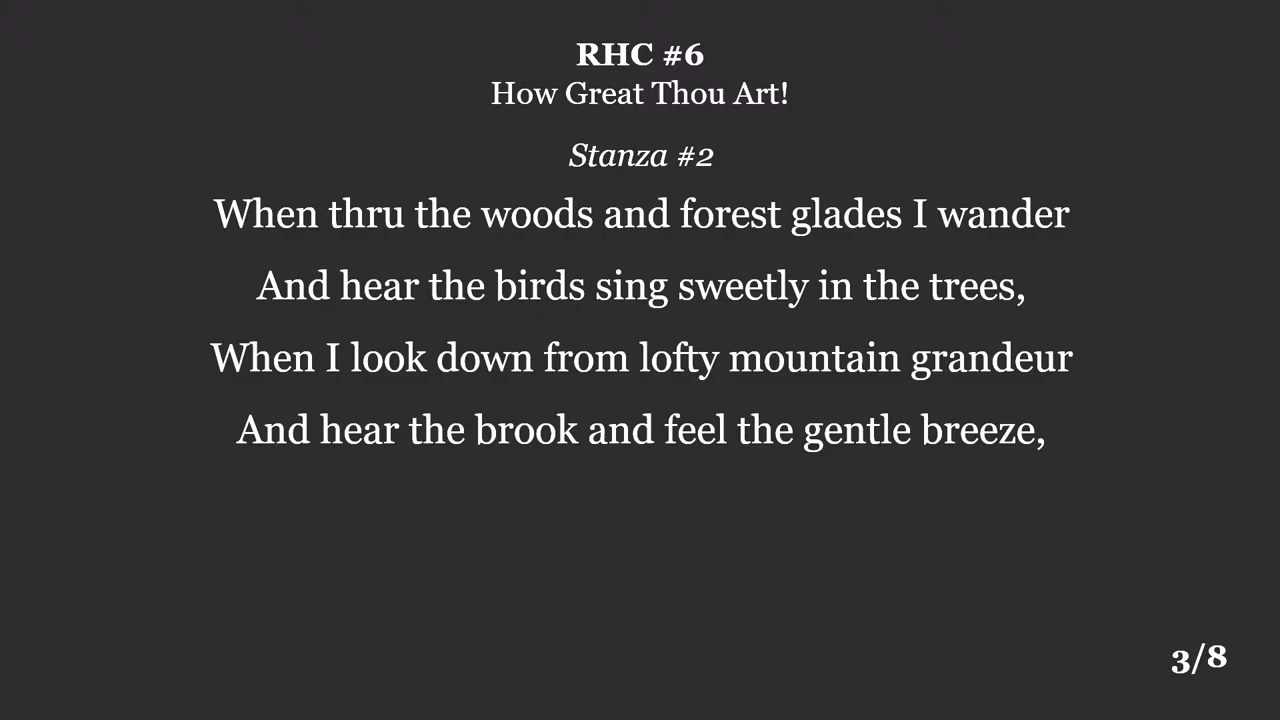 RHC #6
How Great Thou Art!
Stanza #2
When thru the woods and forest glades I wander
And hear the birds sing sweetly in the trees,
When I look down from lofty mountain grandeur
And hear the brook and feel the gentle breeze,
3/8